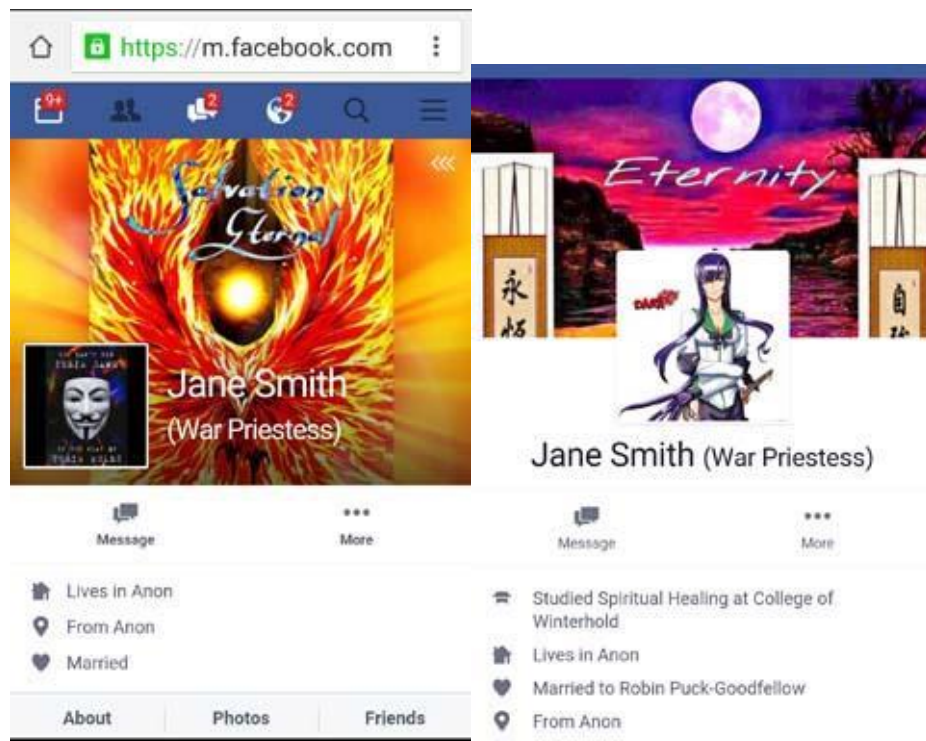 https://m.facebook.com
9+
2
2
Salvation
Eternal
Jane Smith
(War Priestess)
Message
More
Lives in Anon
From Anon
Married
About
Photos
Friends
Eternity
永恆
自強
Jane Smith (War Priestess)
Message
More
Studied Spiritual Healing at College of
Winterhold
Lives in Anon
Married to Robin Puck-Goodfellow
From Anon